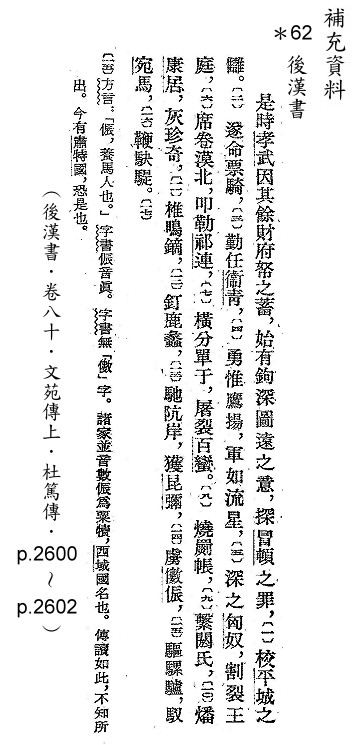 補充資料
＊62 後漢書
是時孝武因其餘財府帑之蓄，始有鉤深圖遠之意，探冒頓之罪，〔一〕校平城之
讎。〔二〕遂命票騎，〔三〕勤任衞青，〔四〕勇惟鷹揚，軍如流星，〔五〕深之匈奴，割裂王
庭，〔六〕席卷漠北，叩勒祁連，〔七〕橫分單于，屠裂百蠻。〔八〕燒罽帳，〔九〕繫閼氏，〔一0〕燔
康居，灰珍奇，〔一一〕椎鳴鏑，〔一二〕釘鹿蠡，〔一三〕馳阬岸，獲昆彌，〔一四〕虜儌侲，〔一五〕驅騾驢，馭
宛馬，〔一六〕鞭駃騠。〔一七〕
〔一五〕方言：「侲，養馬人也。」字書侲音真。字書無「儌」字。諸家並音數侲爲粟犢，西域國名也。傳讀如此，不知所
出。今有肅特國，恐是也。
（後漢書．卷八十．文苑傳上．杜篤傳．p.2600～p.2602）